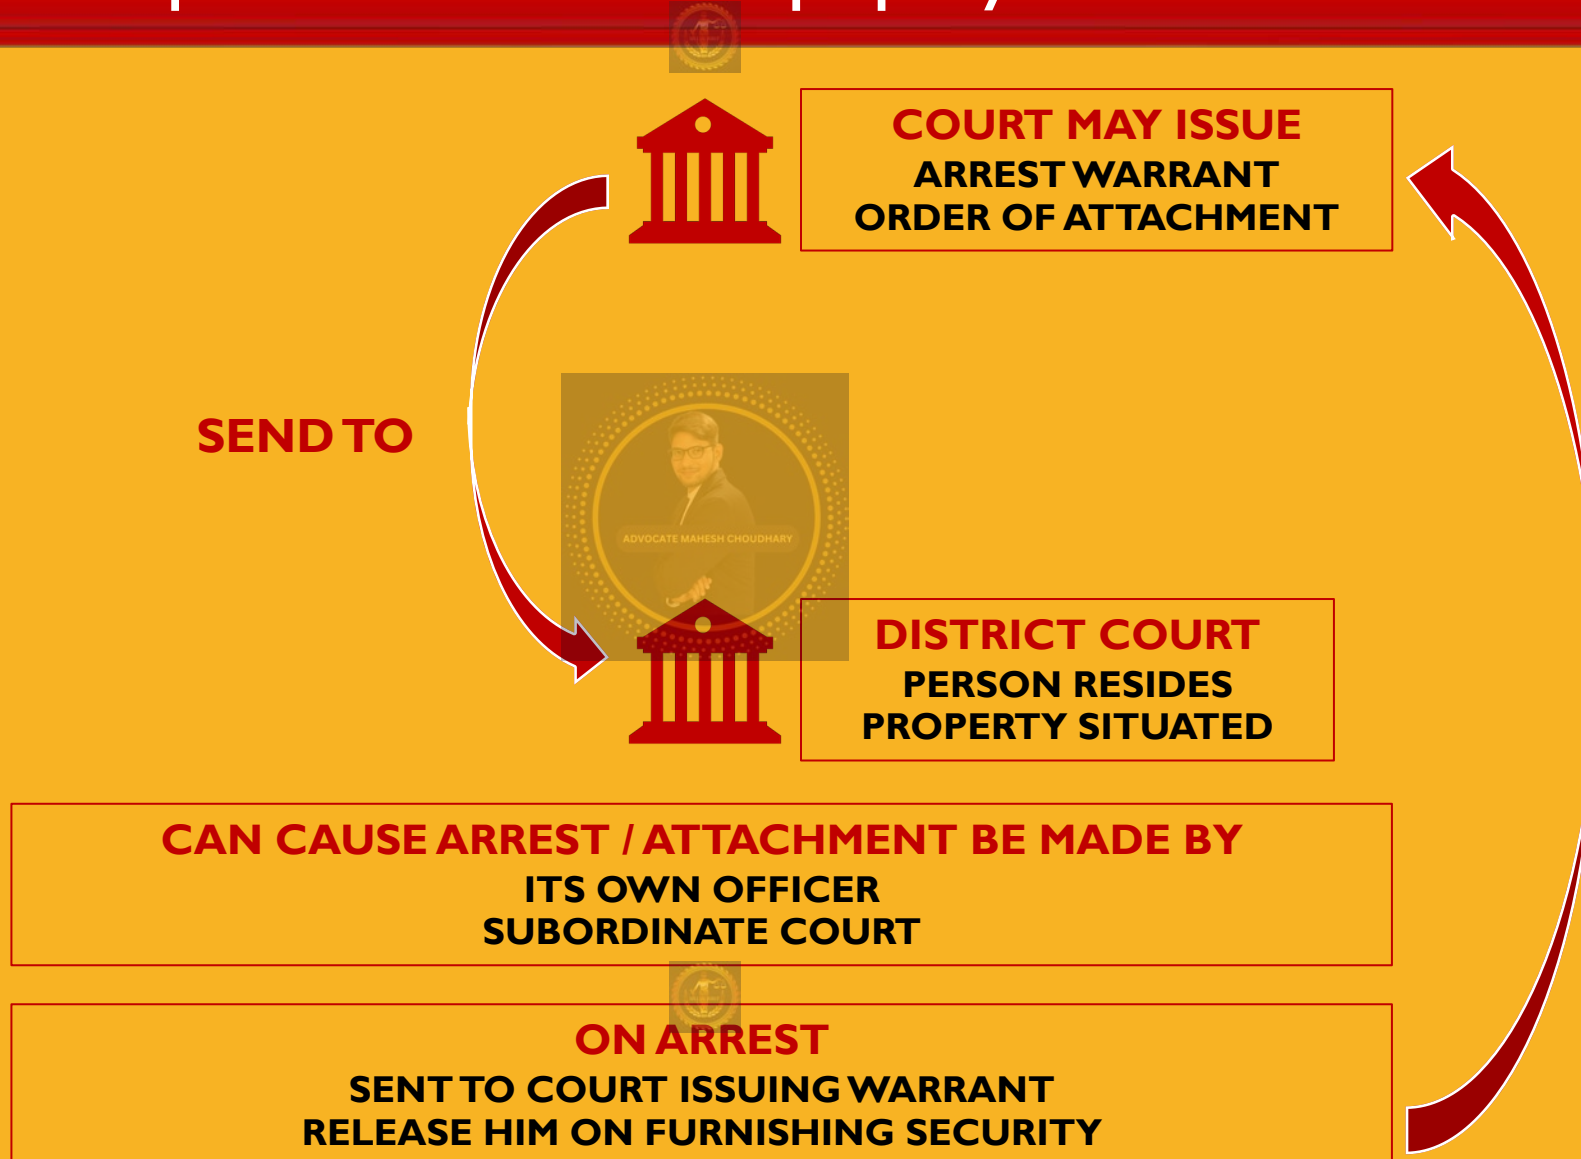 COURT MAY ISSUE
ARREST WARRANT
ORDER OF ATTACHMENT
SEND TO
ADVOCATE MAHESH CHOUDHARY
DISTRICT COURT
PERSON RESIDES
PROPERTY SITUATED
CAN CAUSE ARREST / ATTACHMENT BE MADE BY
ITS OWN OFFICER
SUBORDINATE COURT
ON ARREST
SENT TO COURT ISSUING WARRANT
RELEASE HIM ON FURNISHING SECURITY